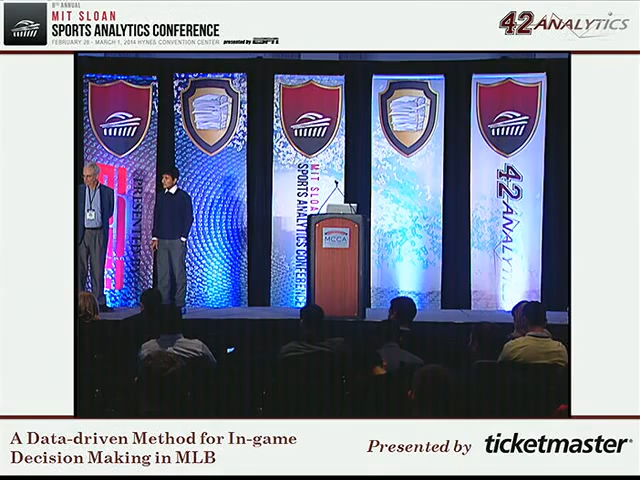 8TH ANNUAL
MIT SLOAN
SPORTS ANALYTICS CONFERENCE
FEBRUARY 28 - MARCH 1, 2014 HYNES CONVENTION CENTER presented by ESPN
42 ANALYTICS
MIT SLOAN
SPORTS ANALYTICS CONFERENCE
42 ANALYTICS
MCCA
A Data-driven Method for In-game
Decision Making in MLB
Presented by ticketmaster®